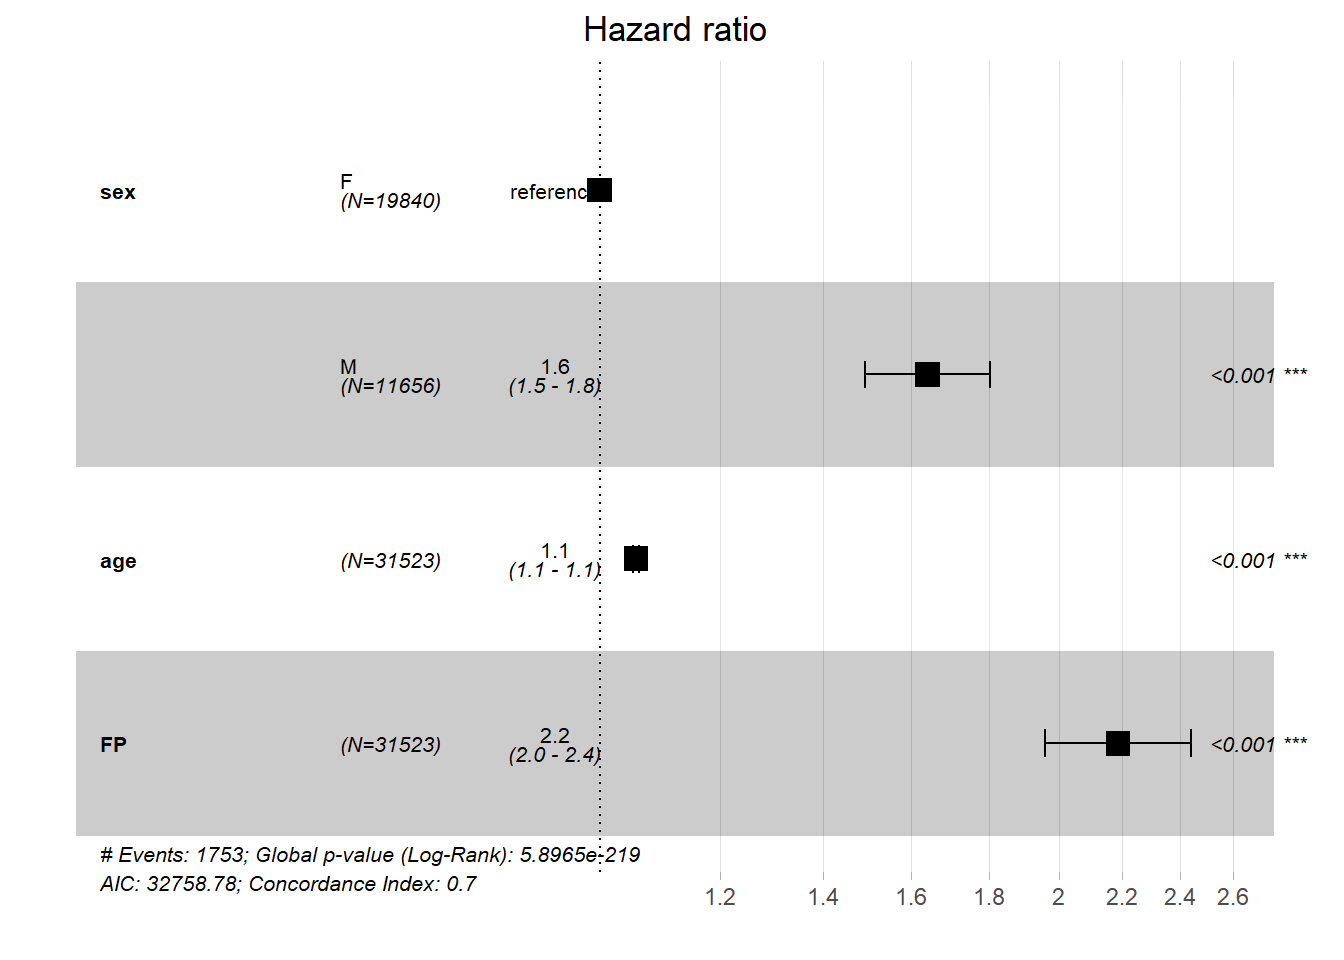 Hazard ratio
sex
F
(N=19840)
referenc
M
(N=11656)
1.6
(1.5 - 1.8)
<0.001 ***
age
(N=31523)
1.1
(1.1 - 1.1)
<0.001 ***
FP
(N=31523)
2.2
(2.0 - 2.4)
<0.001 ***
# Events: 1753; Global p-value (Log-Rank): 5.8965e-219
AIC: 32758.78; Concordance Index: 0.7
1.2 1.4 1.6 1.8 2 2.2 2.4 2.6